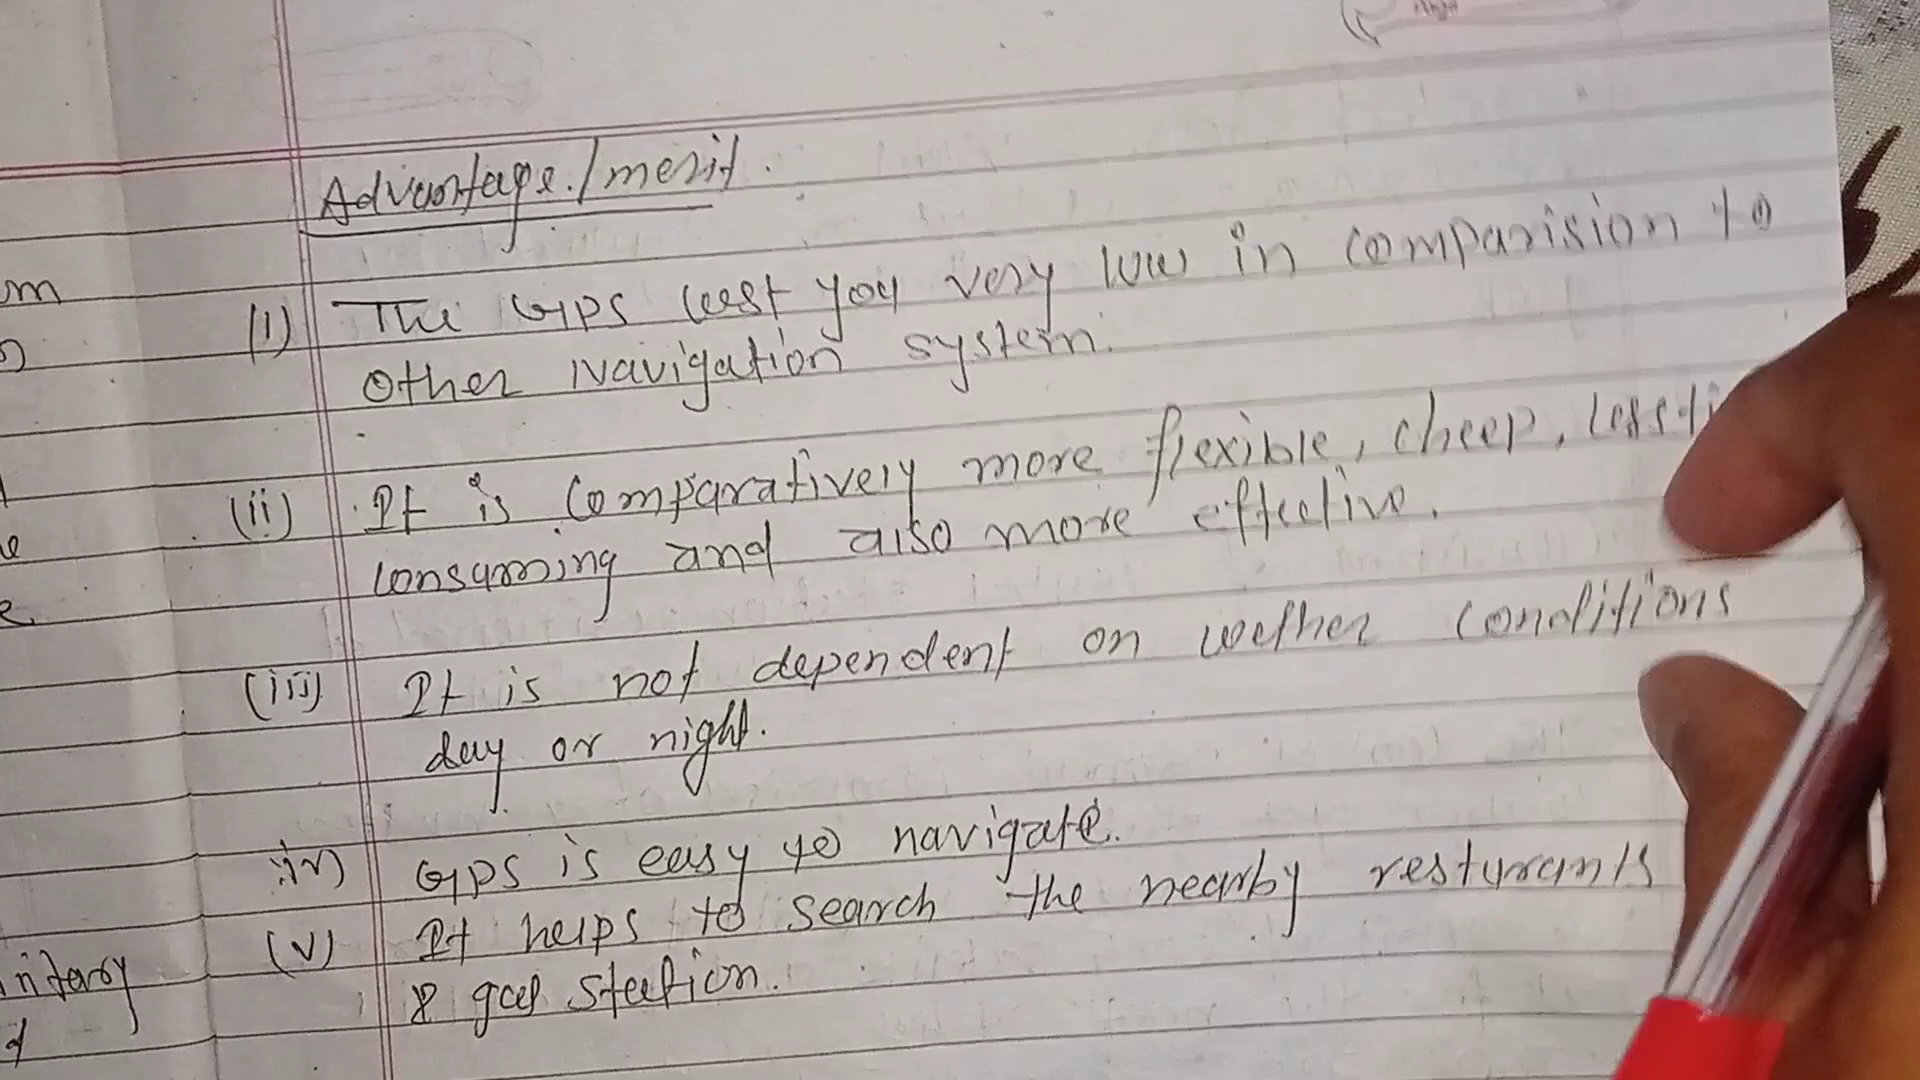 Advantage./merit.
(i) The GPS cost you very low in comparision to
other Navigation system.
(ii) It is comparatively more flexible, cheep, less
consuming and also more effective.
(iii) It is not dependent on wether conditions
day or night.
iv) GPS is easy to navigate.
(v) It helps to search the nearby resturants
& gas station.